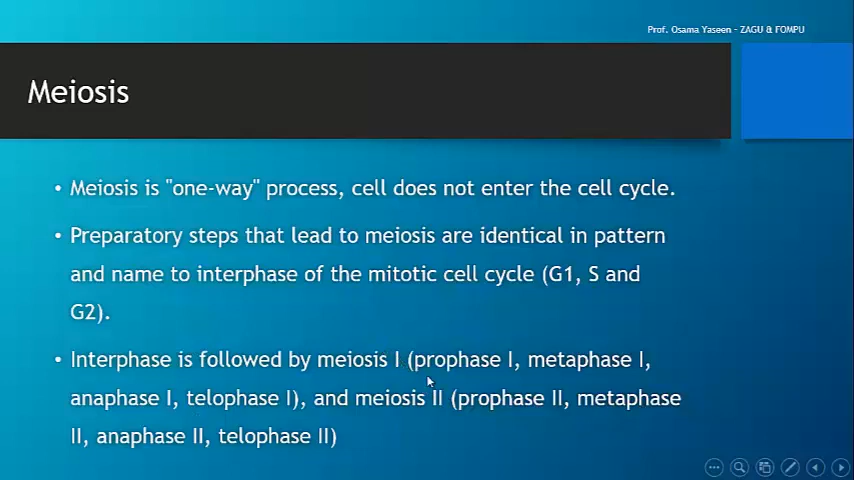 Prof. Osama Yaseen - ZAGU & FOMPU
Meiosis
• Meiosis is "one-way" process, cell does not enter the cell cycle.
• Preparatory steps that lead to meiosis are identical in pattern
and name to interphase of the mitotic cell cycle (G1, S and
G2).
• Interphase is followed by meiosis I (prophase I, metaphase I,
anaphase I, telophase I), and meiosis II (prophase II, metaphase
II, anaphase II, telophase II)